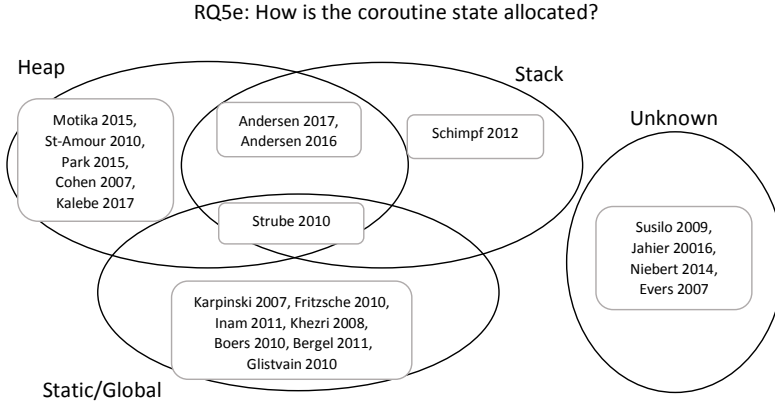 RQ5e: How is the coroutine state allocated?
Heap
Stack
Unknown
Motika 2015,
St-Amour 2010,
Park 2015,
Cohen 2007,
Kalebe 2017
Andersen 2017,
Andersen 2016
Schimpf 2012
Strube 2010
Susilo 2009,
Jahier 20016,
Niebert 2014,
Evers 2007
Karpinski 2007, Fritzsche 2010,
Inam 2011, Khezri 2008,
Boers 2010, Bergel 2011,
Glistvain 2010
Static/Global